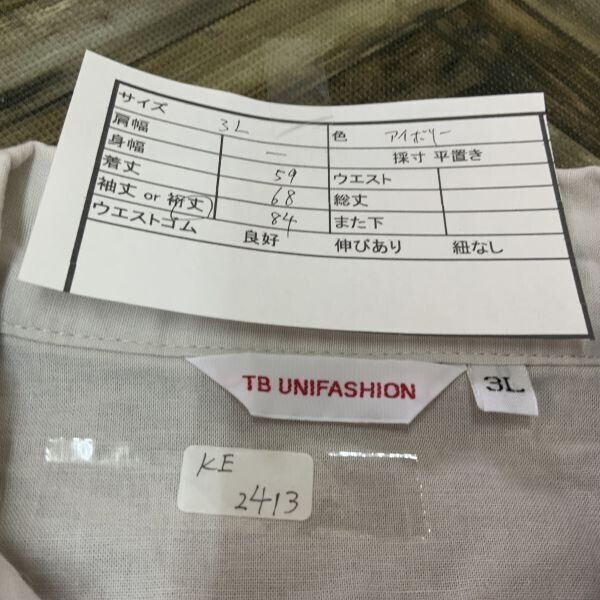 サイズ 3L 色 アイボリー
肩幅 — 採寸 平置き
身幅 59 ウエスト
着丈 68 総丈
袖丈 or 裄丈 84 また下
ウエストゴム 良好 伸びあり 紐なし
TB UNIFASHION
3L
KE
2413